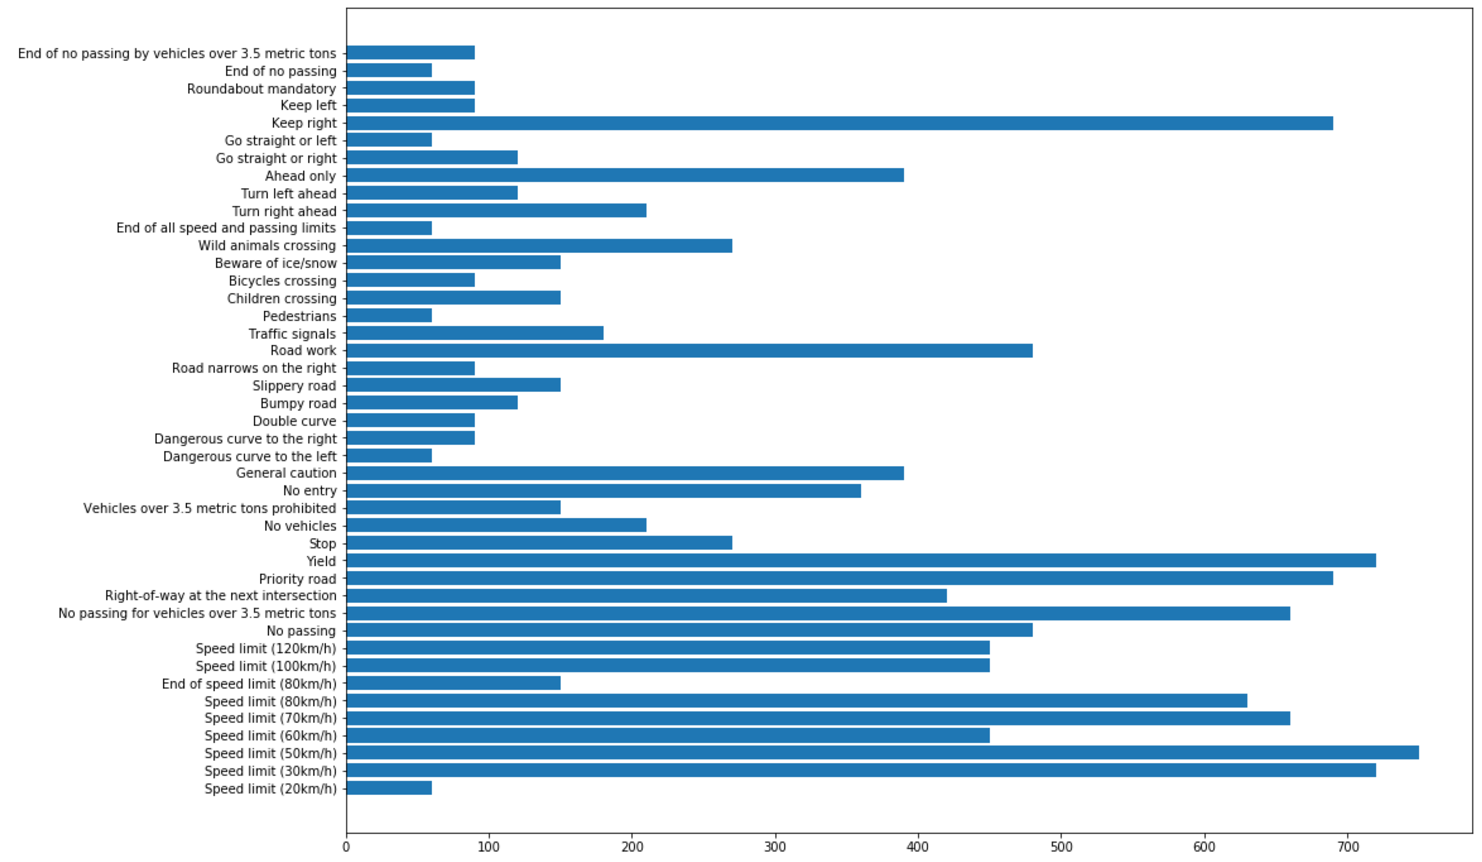 End of no passing by vehicles over 3.5 metric tons
End of no passing
Roundabout mandatory
Keep left
Keep right
Go straight or left
Go straight or right
Ahead only
Turn left ahead
Turn right ahead
End of all speed and passing limits
Wild animals crossing
Beware of ice/snow
Bicycles crossing
Children crossing
Pedestrians
Traffic signals
Road work
Road narrows on the right
Slippery road
Bumpy road
Double curve
Dangerous curve to the right
Dangerous curve to the left
General caution
No entry
Vehicles over 3.5 metric tons prohibited
No vehicles
Stop
Yield
Priority road
Right-of-way at the next intersection
No passing for vehicles over 3.5 metric tons
No passing
Speed limit (120km/h)
Speed limit (100km/h)
End of speed limit (80km/h)
Speed limit (80km/h)
Speed limit (70km/h)
Speed limit (60km/h)
Speed limit (50km/h)
Speed limit (30km/h)
Speed limit (20km/h)
0 100 200 300 400 500 600 700